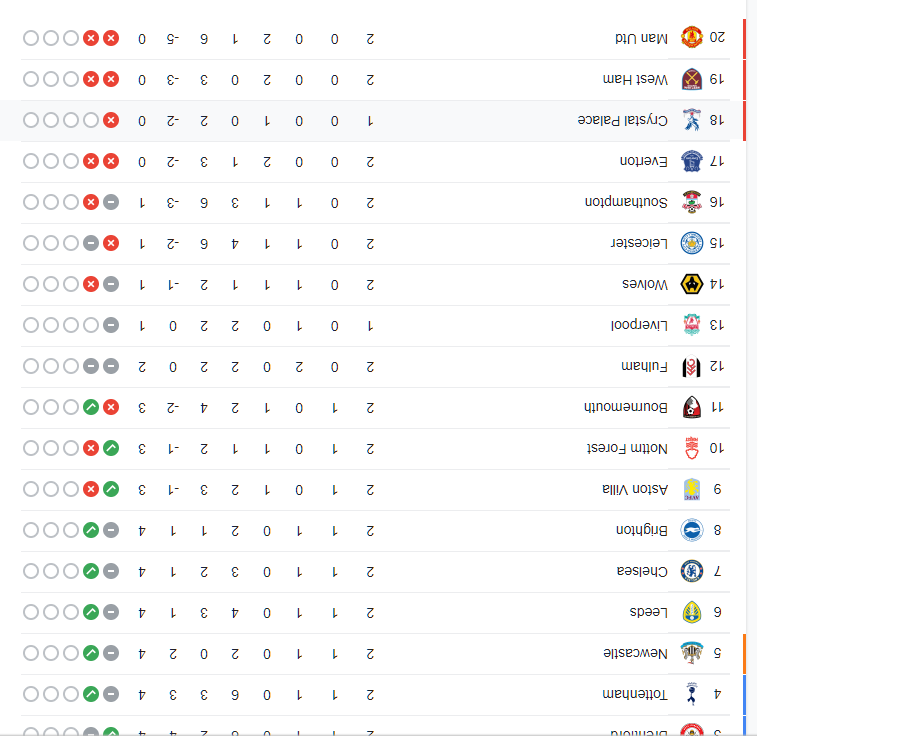 3 Brentford 2 1 1 0 6 2 4 4
4 Tottenham 2 1 1 0 6 3 3 4
5 Newcastle 2 1 1 0 2 0 2 4
6 Leeds 2 1 1 0 4 3 1 4
7 Chelsea 2 1 1 0 3 2 1 4
8 Brighton 2 1 1 0 2 1 1 4
9 Aston Villa 2 1 0 1 2 3 -1 3
10 Nottm Forest 2 1 0 1 1 2 -1 3
11 Bournemouth 2 1 0 1 2 4 -2 3
12 Fulham 2 0 2 0 2 2 0 2
13 Liverpool 1 0 1 0 2 2 0 1
14 Wolves 2 0 1 1 1 2 -1 1
15 Leicester 2 0 1 1 4 6 -2 1
16 Southampton 2 0 1 1 3 6 -3 1
17 Everton 2 0 0 2 1 3 -2 0
18 Crystal Palace 1 0 0 1 0 2 -2 0
19 West Ham 2 0 0 2 0 3 -3 0
20 Man Utd 2 0 0 2 1 6 -5 0